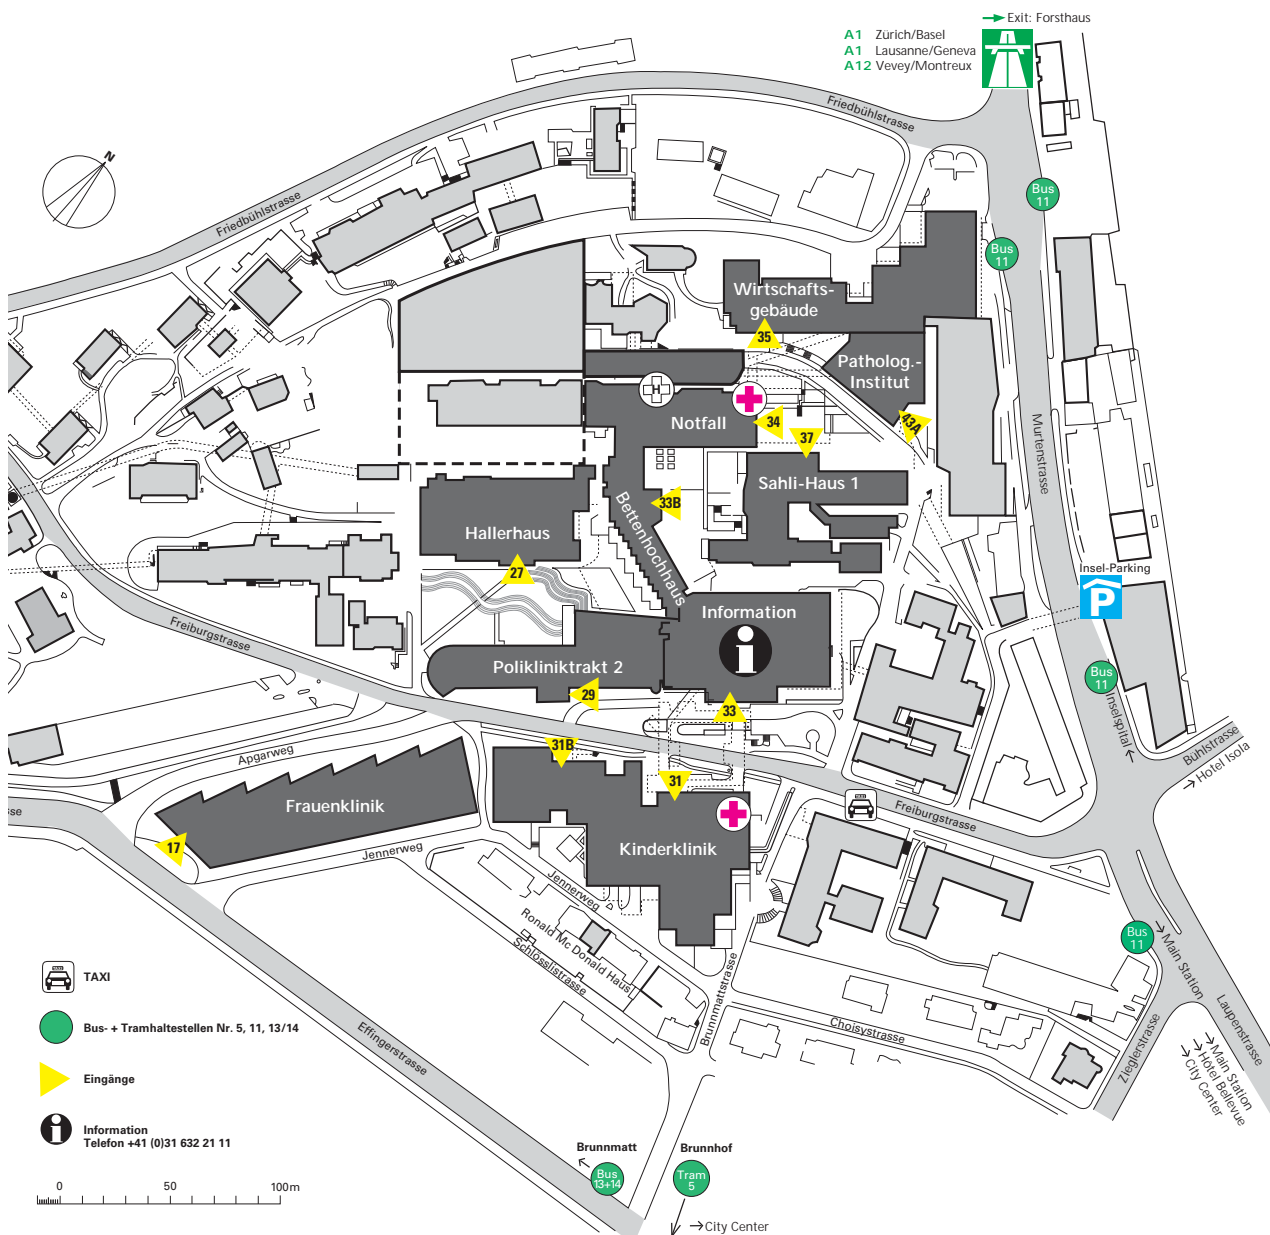 Exit: Forsthaus
A1 Zürich/Basel
A1 Lausanne/Geneva
A12 Vevey/Montreux
Friedbühlstrasse
N
Friedbühlstrasse
Bus
11
Bus
11
Wirtschafts-
gebäude
35
Patholog.-
Institut
Notfall
34
43A
37
Murtenstrasse
Sahli-Haus 1
33B
Bettenhochhaus
Hallerhaus
27
Insel-Parking
P
Information
i
Freiburgstrasse
Polikliniktrakt 2
29
33
Bus
11
Inselspital
Bühlstrasse
Hotel Isola
31B
Apgarweg
31
Frauenklinik
TAXI
Freiburgstrasse
sse
17
Jennerweg
Kinderklinik
Jennerweg
Ronald Mc Donald Haus
Schlösslistrasse
Brunnmattstrasse
Bus
11
Main Station
Laupenstrasse
Choisystrasse
Zieglerstrasse
Main Station
Hôtel Bellevue
City Center
Effingerstrasse
TAXI
TAXI
Bus- + Tramhaltestellen Nr. 5, 11, 13/14
Eingänge
i
Information
Telefon +41 (0)31 632 21 11
0 50 100m
Brunnmatt
Bus
13+14
Brunnhof
Tram
5
City Center